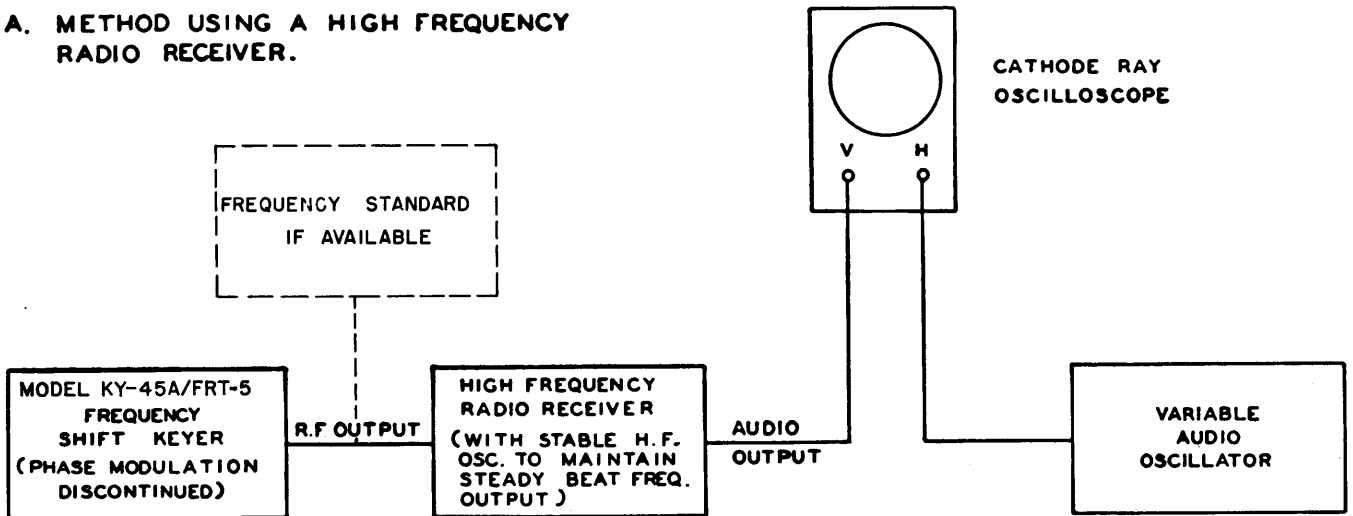 A. METHOD USING A HIGH FREQUENCY
RADIO RECEIVER.
CATHODE RAY
OSCILLOSCOPE
V H
FREQUENCY STANDARD
IF AVAILABLE
MODEL KY-45A/FRT-5
FREQUENCY
SHIFT KEYER
(PHASE MODULATION
DISCONTINUED)
R.F. OUTPUT
HIGH FREQUENCY
RADIO RECEIVER
(WITH STABLE H.F.
OSC. TO MAINTAIN
STEADY BEAT FREQ.
OUTPUT)
AUDIO
OUTPUT
VARIABLE
AUDIO
OSCILLATOR